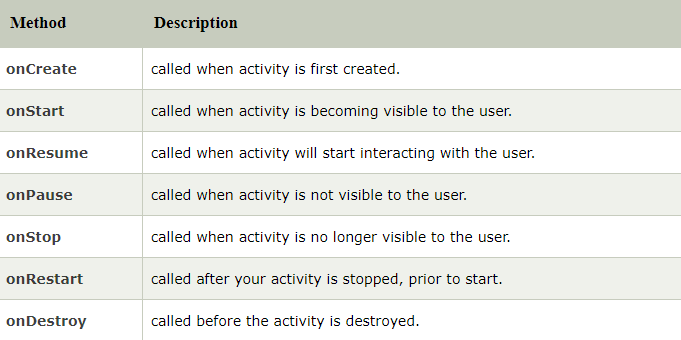 Method Description
onCreate called when activity is first created.
onStart called when activity is becoming visible to the user.
onResume called when activity will start interacting with the user.
onPause called when activity is not visible to the user.
onStop called when activity is no longer visible to the user.
onRestart called after your activity is stopped, prior to start.
onDestroy called before the activity is destroyed.